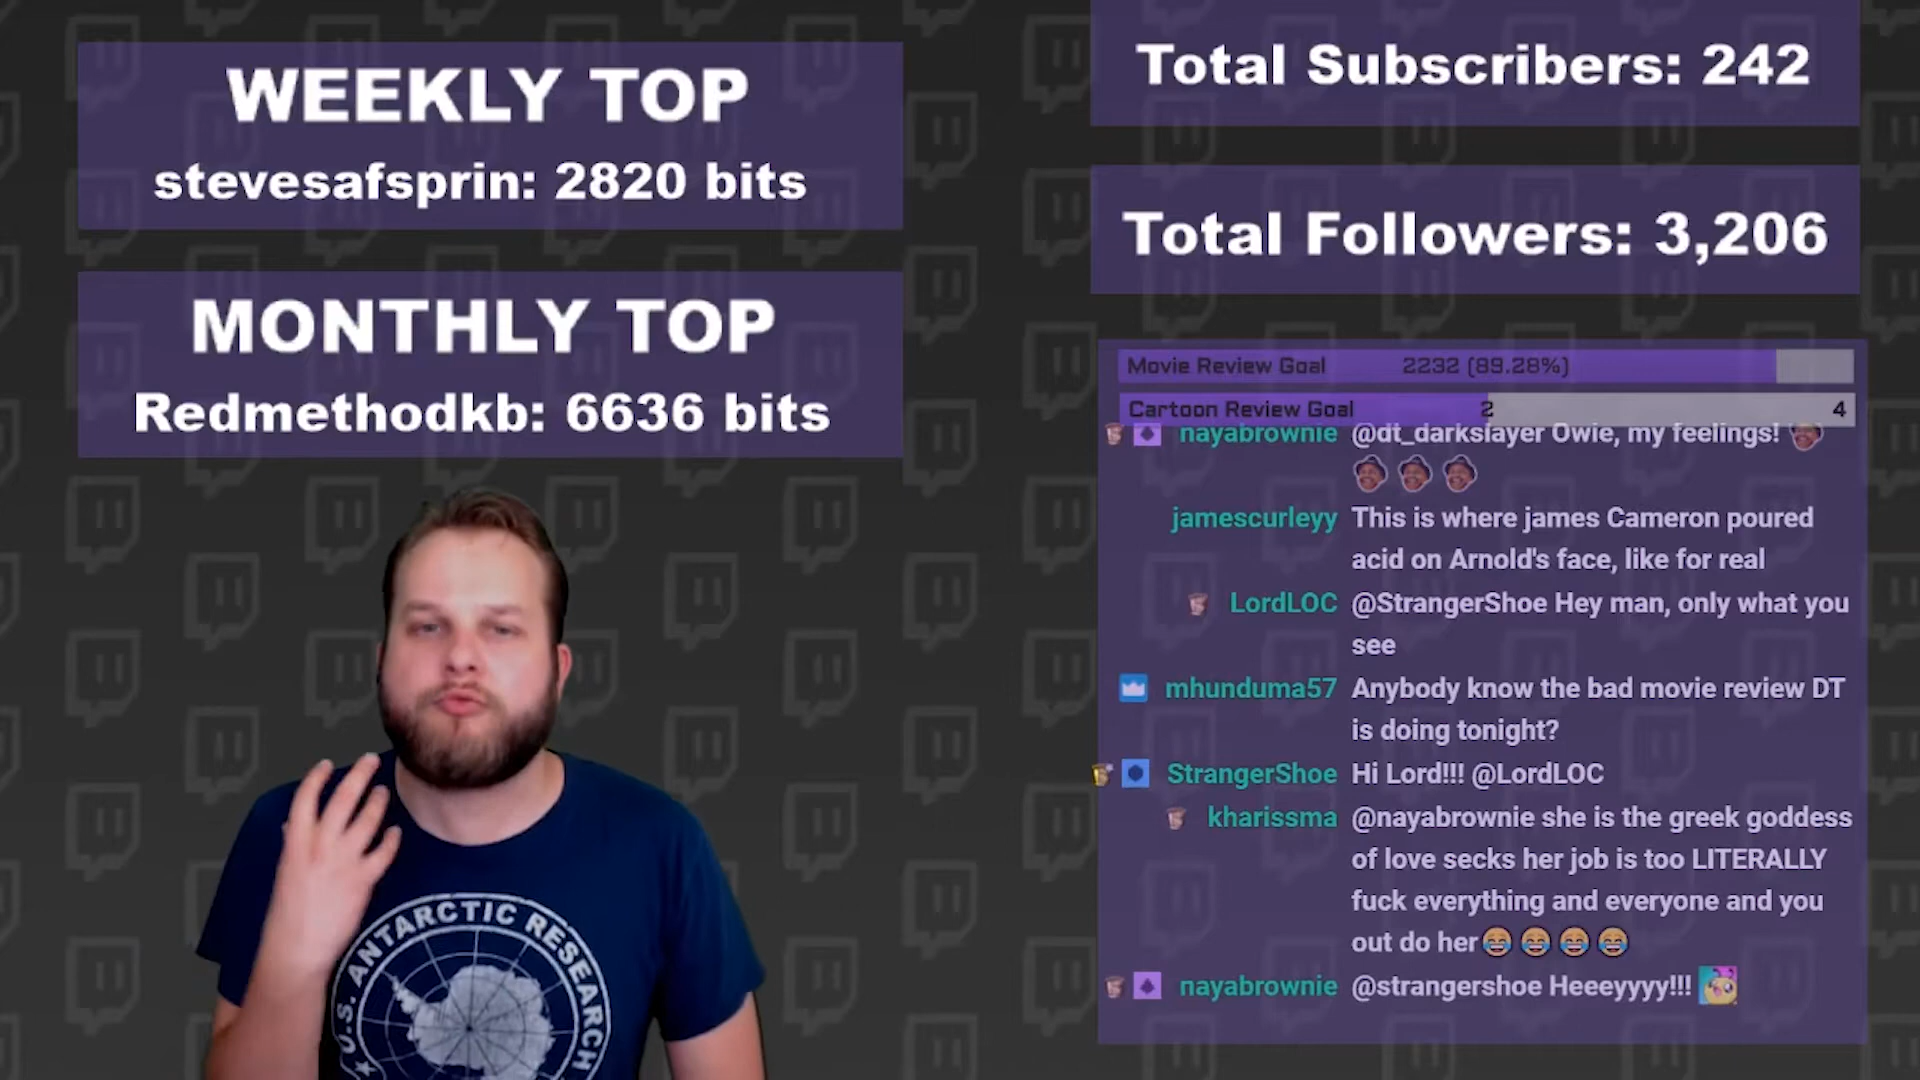 WEEKLY TOP
stevesafsprin: 2820 bits
MONTHLY TOP
Redmethodkb: 6636 bits
Total Subscribers: 242
Total Followers: 3,206
Movie Review Goal 2232 (89.28%)
Cartoon Review Goal 2 4
nayabrownie @dt_darkslayer Owie, my feelings!
jamescurleyy This is where james Cameron poured
acid on Arnold's face, like for real
LordLOC @StrangerShoe Hey man, only what you
see
mhunduma57 Anybody know the bad movie review DT
is doing tonight?
StrangerShoe Hi Lord!!! @LordLOC
kharissma @nayabrownie she is the greek goddess
of love secks her job is too LITERALLY
fuck everything and everyone and you
out do her😂😂😂😂
nayabrownie @strangershoe Heeeyyyy!!!
U.S. ANTARCTIC RESEARCH